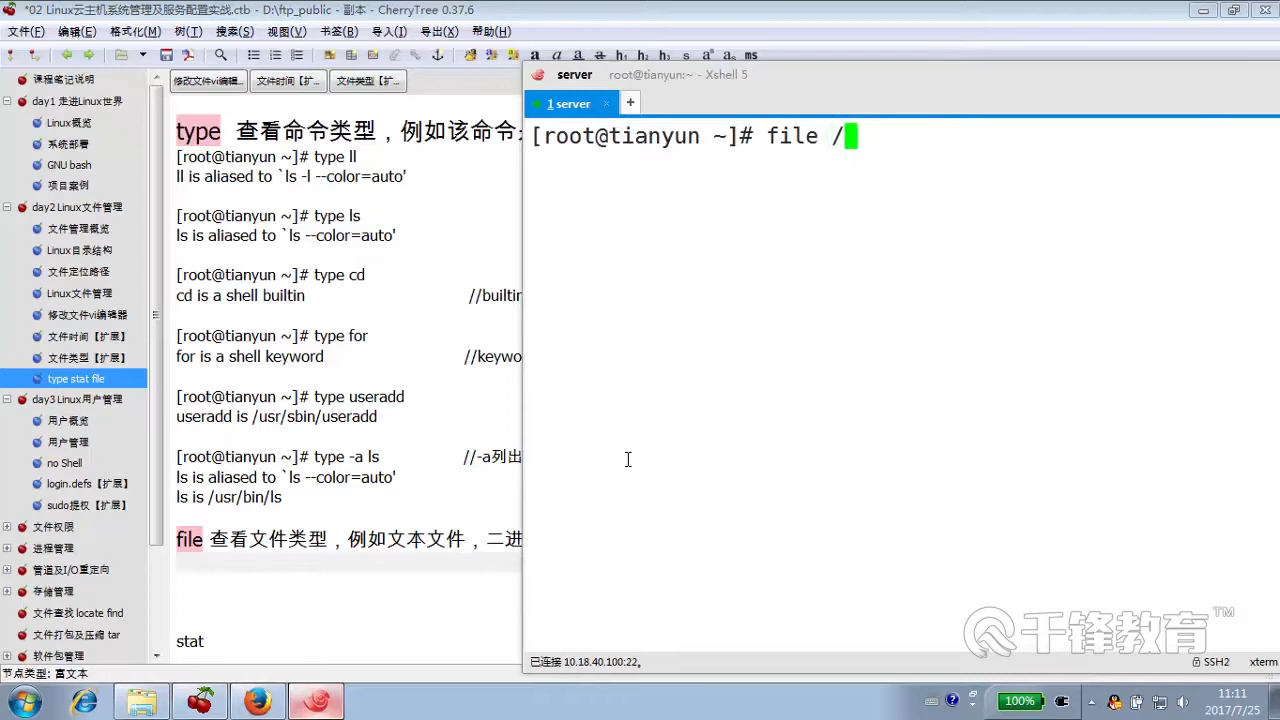 *02 Linux云主机系统管理及服务配置实战.ctb - D:\ftp_public - 副本 - CherryTree 0.37.6
文件(F) 编辑(E) 格式化(M) 树(T) 搜索(S) 视图(V) 书签(B) 导入(I) 导出(X) 帮助(H)
课程笔记说明
day1 走进Linux世界
Linux概览
系统部署
GNU bash
项目案例
day2 Linux文件管理
文件管理概览
Linux目录结构
文件定位路径
Linux文件管理
修改文件vi编辑器
文件时间【扩展】
文件类型【扩展】
type stat file
day3 Linux用户管理
用户概览
用户管理
no Shell
login.defs【扩展】
sudo提权【扩展】
文件权限
进程管理
管道及I/O重定向
存储管理
文件查找 locate find
文件打包及压缩 tar
软件包管理
节点类型: 富文本
修改文件vi编辑... 文件时间【扩... 文件类型【扩...
type 查看命令类型，例如该命令
[root@tianyun ~]# type ll
ll is aliased to `ls -l --color=auto'
[root@tianyun ~]# type ls
ls is aliased to `ls --color=auto'
[root@tianyun ~]# type cd
cd is a shell builtin //builtin
[root@tianyun ~]# type for
for is a shell keyword //keywo
[root@tianyun ~]# type useradd
useradd is /usr/sbin/useradd
[root@tianyun ~]# type -a ls //-a列出
ls is aliased to `ls --color=auto'
ls is /usr/bin/ls
file 查看文件类型，例如文本文件，二进
stat
server root@tianyun:~ - Xshell 5
1 server
[root@tianyun ~]# file /
千锋教育™
已连接 10.18.40.100:22。 SSH2 xterm
100% 11:11
2017/7/25